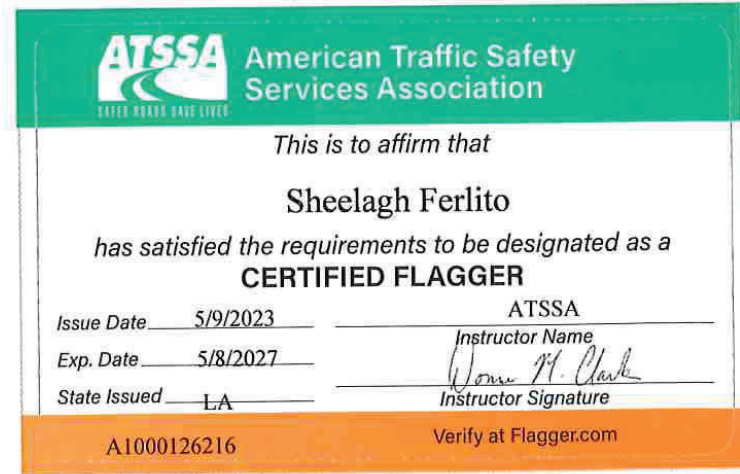 ATSSA
SAFER ROADS SAVE LIVES
American Traffic Safety
Services Association
This is to affirm that
Sheelagh Ferlito
has satisfied the requirements to be designated as a
CERTIFIED FLAGGER
Issue Date 5/9/2023
ATSSA
Instructor Name
Exp. Date 5/8/2027
M. Clark
Instructor Signature
State Issued LA
A1000126216
Verify at Flagger.com